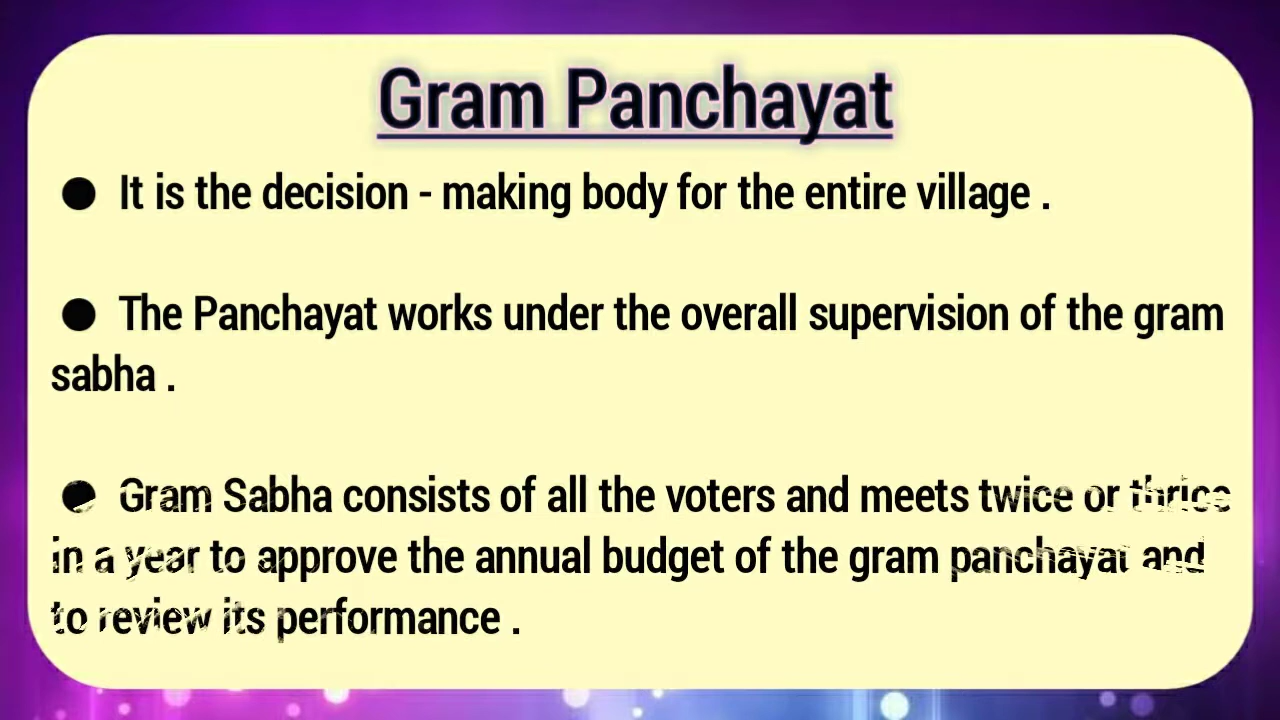 Gram Panchayat
● It is the decision - making body for the entire village .
● The Panchayat works under the overall supervision of the gram
sabha .
● Gram Sabha consists of all the voters and meets twice or thrice
in a year to approve the annual budget of the gram panchayat and
to review its performance .